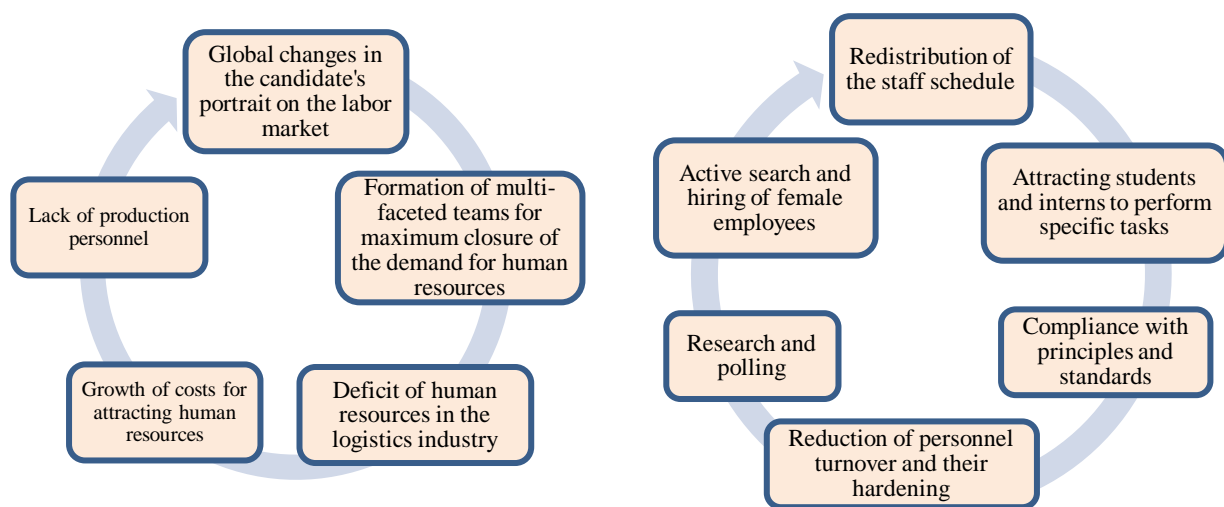 Global changes in
the candidate's
portrait on the labor
market
Formation of multi-
faceted teams for
maximum closure of
the demand for human
resources
Deficit of human
resources in the
logistics industry
Growth of costs for
attracting human
resources
Lack of production
personnel
Redistribution of
the staff schedule
Attracting students
and interns to perform
specific tasks
Compliance with
principles and
standards
Reduction of personnel
turnover and their
hardening
Research and
polling
Active search and
hiring of female
employees